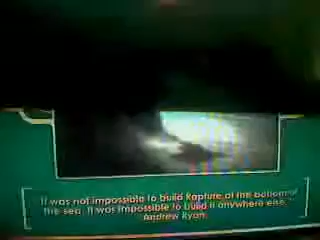 "It was not impossible to build Rapture at the bottom of
the sea. It was impossible to build it anywhere else."
Andrew Ryan.